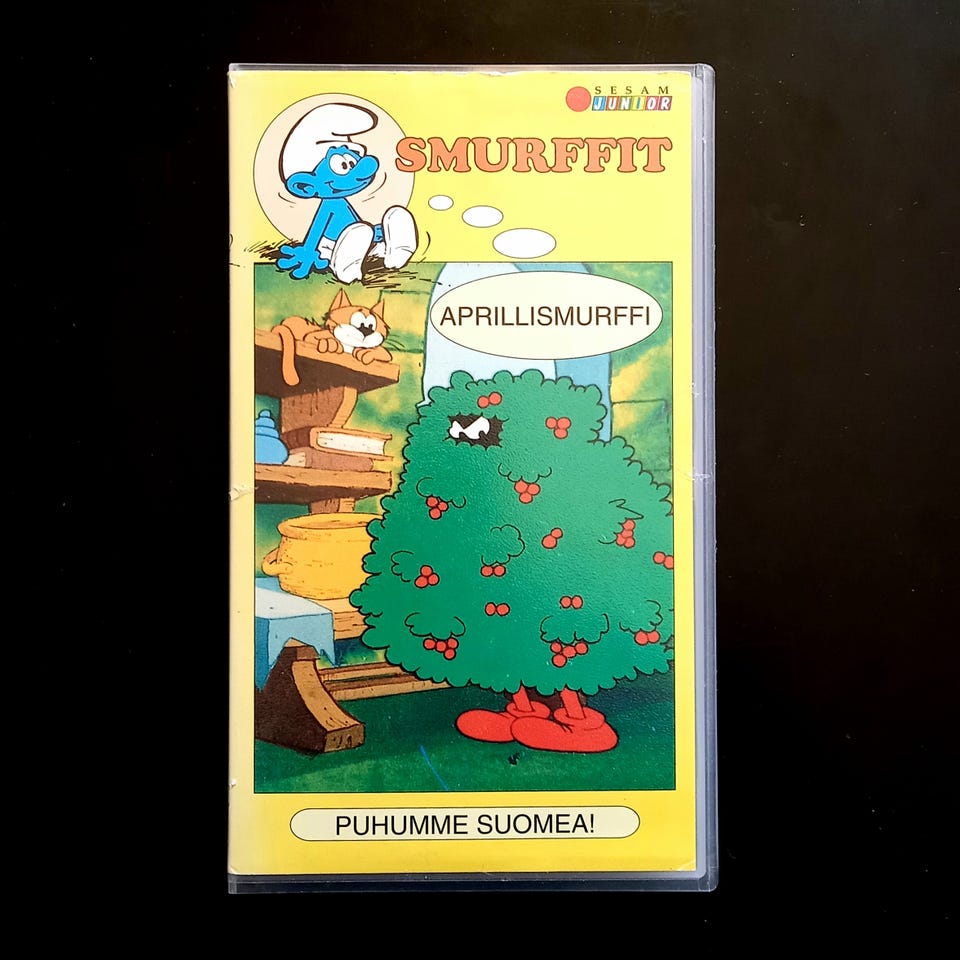 SESAM
JUNIOR
SMURFFIT
APRILLISMURFFI
PUHUMME SUOMEA!